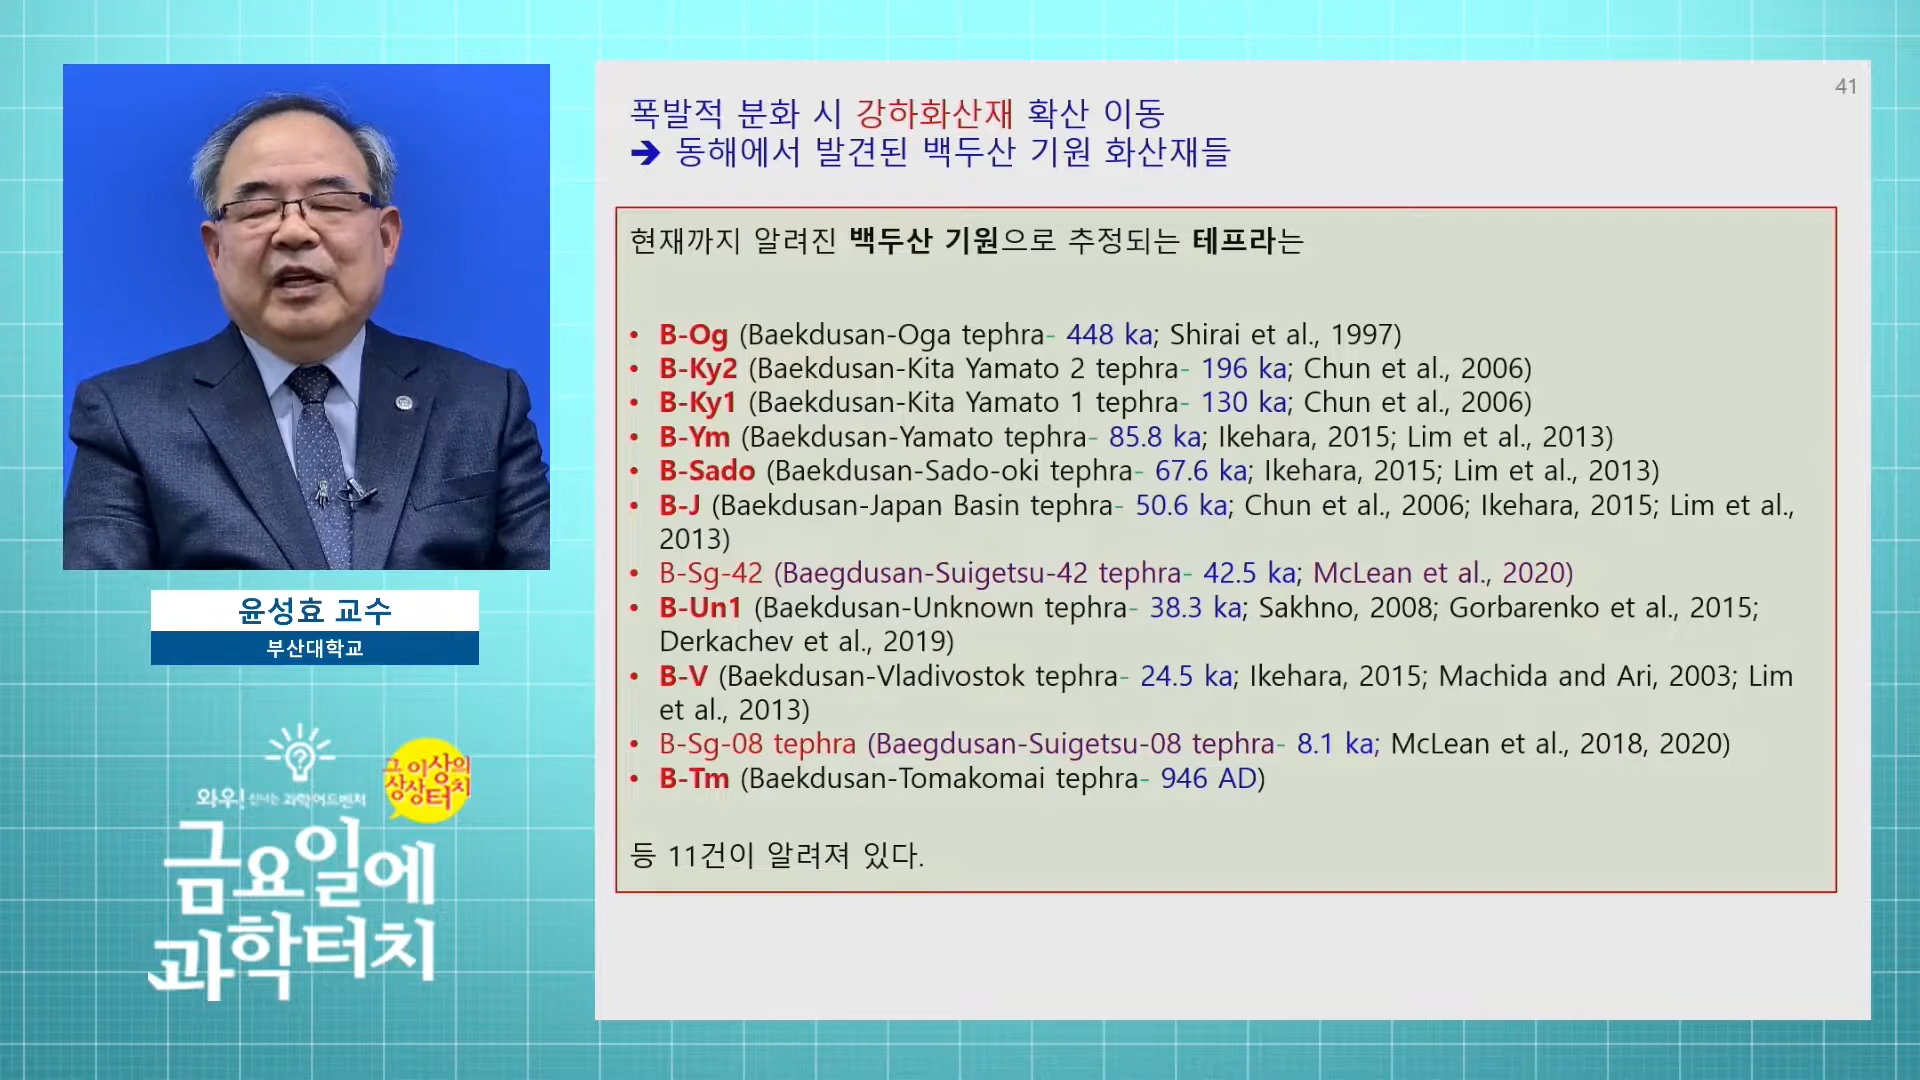 41
폭발적 분화 시 강하화산재 확산 이동
➔ 동해에서 발견된 백두산 기원 화산재들
현재까지 알려진 백두산 기원으로 추정되는 테프라는
• B-Og (Baekdusan-Oga tephra- 448 ka; Shirai et al., 1997)
• B-Ky2 (Baekdusan-Kita Yamato 2 tephra- 196 ka; Chun et al., 2006)
• B-Ky1 (Baekdusan-Kita Yamato 1 tephra- 130 ka; Chun et al., 2006)
• B-Ym (Baekdusan-Yamato tephra- 85.8 ka; Ikehara, 2015; Lim et al., 2013)
• B-Sado (Baekdusan-Sado-oki tephra- 67.6 ka; Ikehara, 2015; Lim et al., 2013)
• B-J (Baekdusan-Japan Basin tephra- 50.6 ka; Chun et al., 2006; Ikehara, 2015; Lim et al.,
2013)
• B-Sg-42 (Baegdusan-Suigetsu-42 tephra- 42.5 ka; McLean et al., 2020)
• B-Un1 (Baekdusan-Unknown tephra- 38.3 ka; Sakhno, 2008; Gorbarenko et al., 2015;
Derkachev et al., 2019)
• B-V (Baekdusan-Vladivostok tephra- 24.5 ka; Ikehara, 2015; Machida and Ari, 2003; Lim
et al., 2013)
• B-Sg-08 tephra (Baegdusan-Suigetsu-08 tephra- 8.1 ka; McLean et al., 2018, 2020)
• B-Tm (Baekdusan-Tomakomai tephra- 946 AD)
등 11건이 알려져 있다.
윤성효 교수
부산대학교
와우! 신나는 과학어드벤처
그 이상의
상상터치
금요일에
과학터치